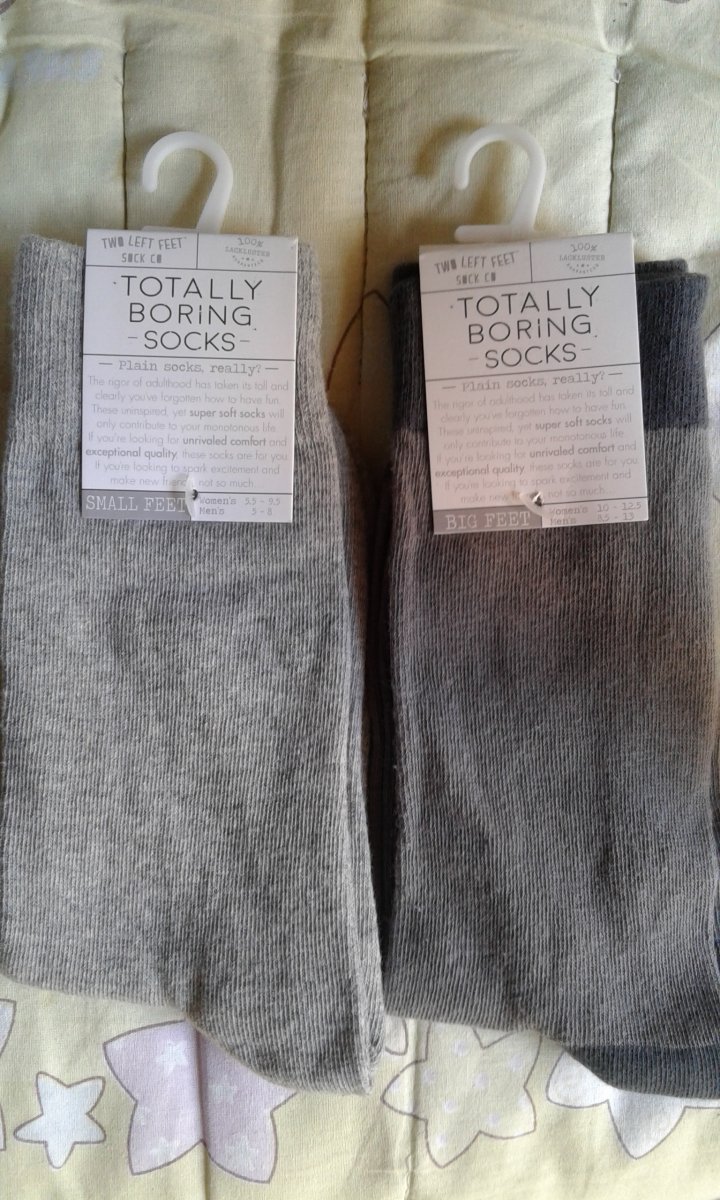 TWO LEFT FEET
SOCK CO
100%
LACKLUSTER
GUARANTEED
TOTALLY
BORING
- SOCKS -
— Plain socks, really? —
The rigor of adulthood has taken its toll and
clearly you've forgotten how to have fun.
These uninspired, yet super soft socks will
only contribute to your monotonous life.
If you're looking for unrivaled comfort and
exceptional quality, these socks are for you.
If you're looking to spark excitement and
make new friends, not so much.
SMALL FEET
Women's 5.5 - 9.5
Men's 5 - 8
TWO LEFT FEET
SOCK CO
100%
LACKLUSTER
GUARANTEED
TOTALLY
BORING
- SOCKS -
— Plain socks, really? —
The rigor of adulthood has taken its toll and
clearly you've forgotten how to have fun.
These uninspired, yet super soft socks will
only contribute to your monotonous life.
If you're looking for unrivaled comfort and
exceptional quality, these socks are for you.
If you're looking to spark excitement and
make new not so much.
BIG FEET
Women's 10 - 12.5
Men's 8.5 - 13